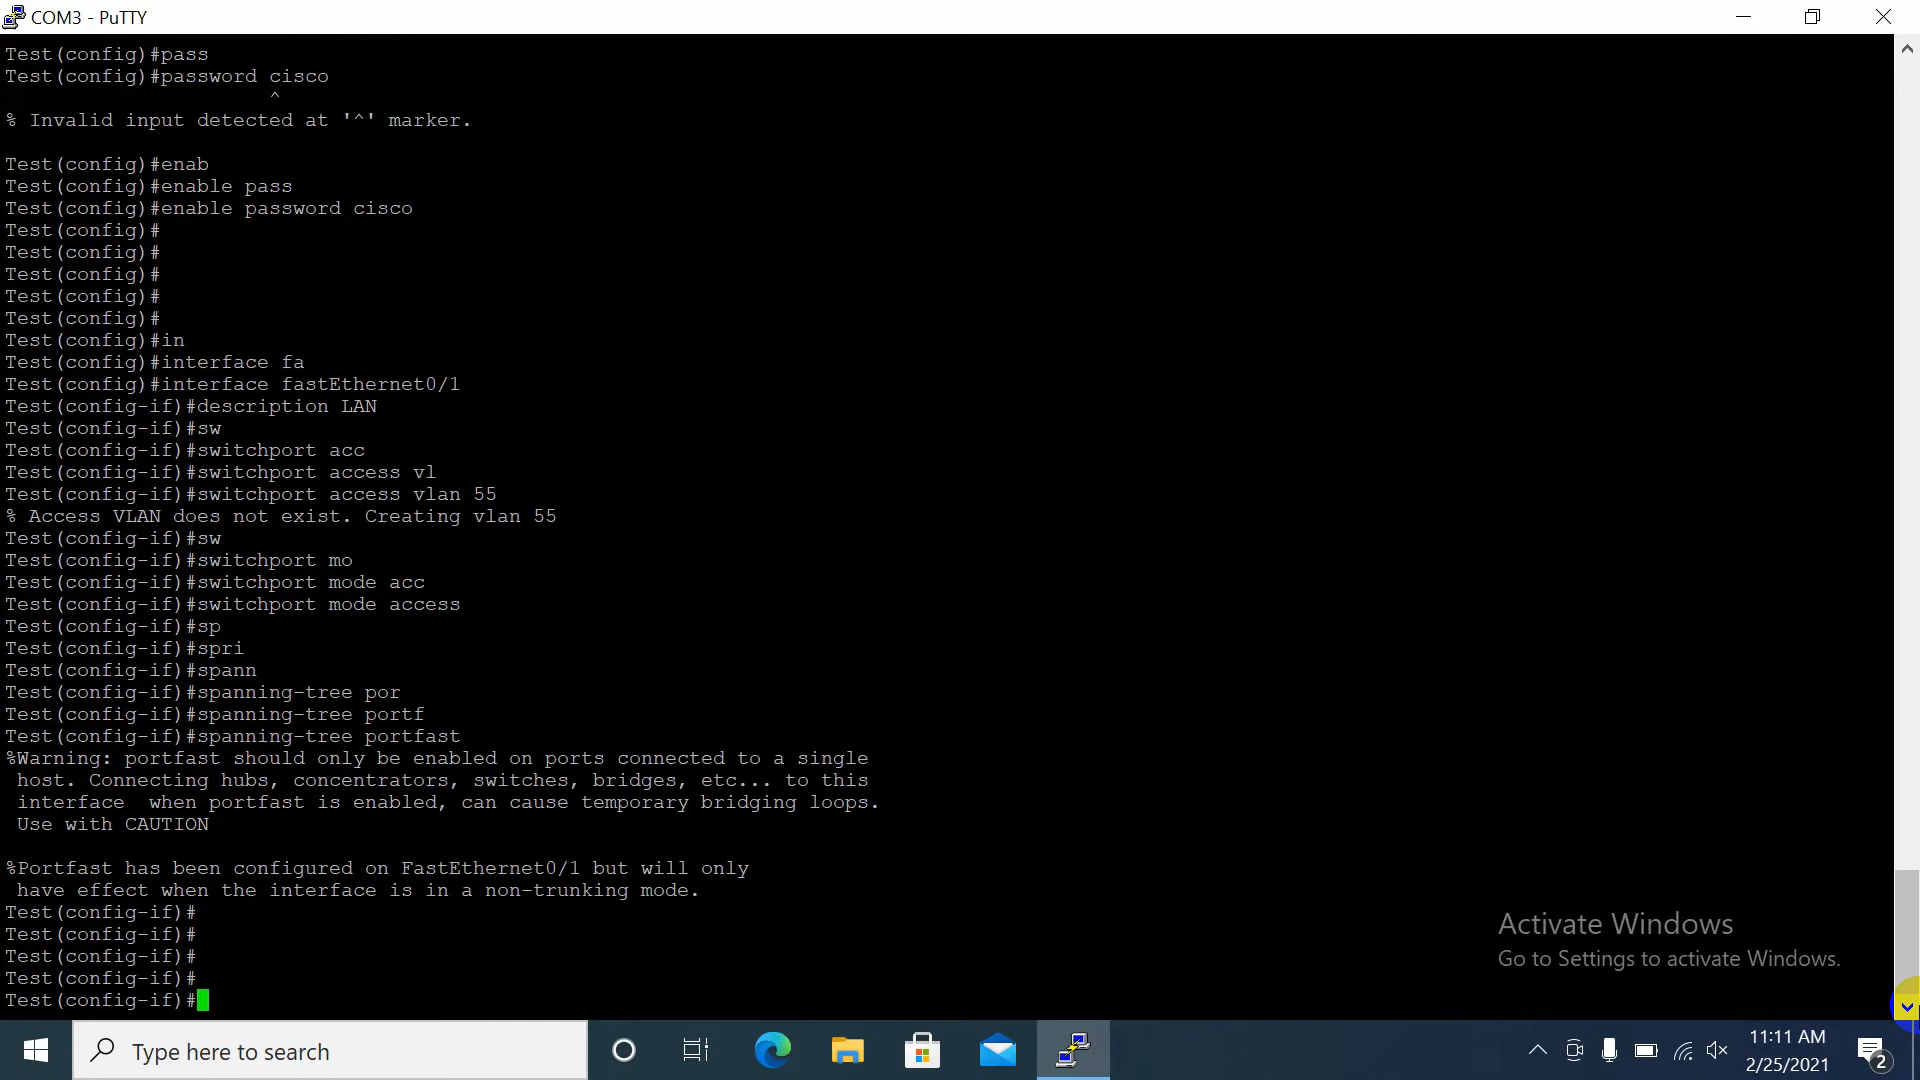 COM3 - PuTTY
Test(config)#pass
Test(config)#password cisco
^
% Invalid input detected at '^' marker.
Test(config)#enab
Test(config)#enable pass
Test(config)#enable password cisco
Test(config)#
Test(config)#
Test(config)#
Test(config)#
Test(config)#
Test(config)#in
Test(config)#interface fa
Test(config)#interface fastEthernet0/1
Test(config-if)#description LAN
Test(config-if)#sw
Test(config-if)#switchport acc
Test(config-if)#switchport access vl
Test(config-if)#switchport access vlan 55
% Access VLAN does not exist. Creating vlan 55
Test(config-if)#sw
Test(config-if)#switchport mo
Test(config-if)#switchport mode acc
Test(config-if)#switchport mode access
Test(config-if)#sp
Test(config-if)#spri
Test(config-if)#spann
Test(config-if)#spanning-tree por
Test(config-if)#spanning-tree portf
Test(config-if)#spanning-tree portfast
%Warning: portfast should only be enabled on ports connected to a single
host. Connecting hubs, concentrators, switches, bridges, etc... to this
interface  when portfast is enabled, can cause temporary bridging loops.
Use with CAUTION
%Portfast has been configured on FastEthernet0/1 but will only
have effect when the interface is in a non-trunking mode.
Test(config-if)#
Test(config-if)#
Test(config-if)#
Test(config-if)#
Test(config-if)#
Activate Windows
Go to Settings to activate Windows.
Type here to search
11:11 AM
2/25/2021
2